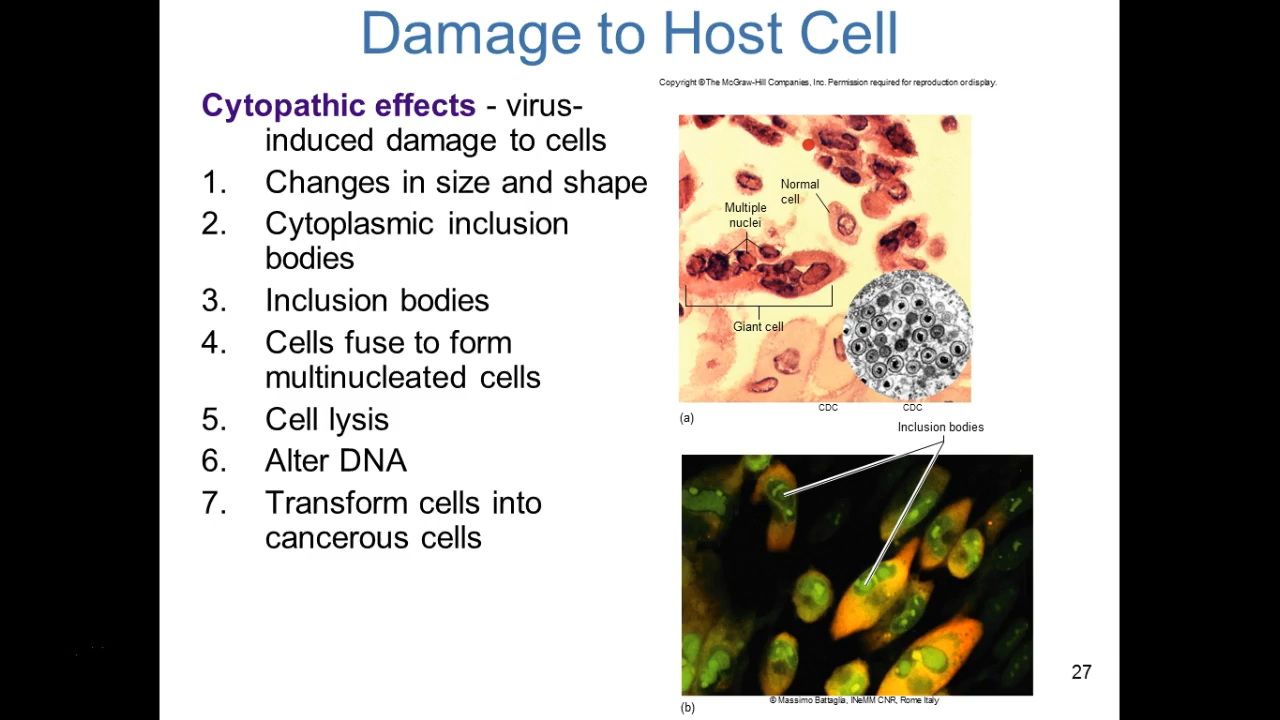 Damage to Host Cell
Copyright © The McGraw-Hill Companies, Inc. Permission required for reproduction or display.
Cytopathic effects - virus-
induced damage to cells
1. Changes in size and shape
2. Cytoplasmic inclusion
bodies
3. Inclusion bodies
4. Cells fuse to form
multinucleated cells
5. Cell lysis
6. Alter DNA
7. Transform cells into
cancerous cells
Normal
cell
Multiple
nuclei
Giant cell
CDC
CDC
(a)
Inclusion bodies
© Massimo Battaglia, INeMM CNR, Rome Italy
(b)
27